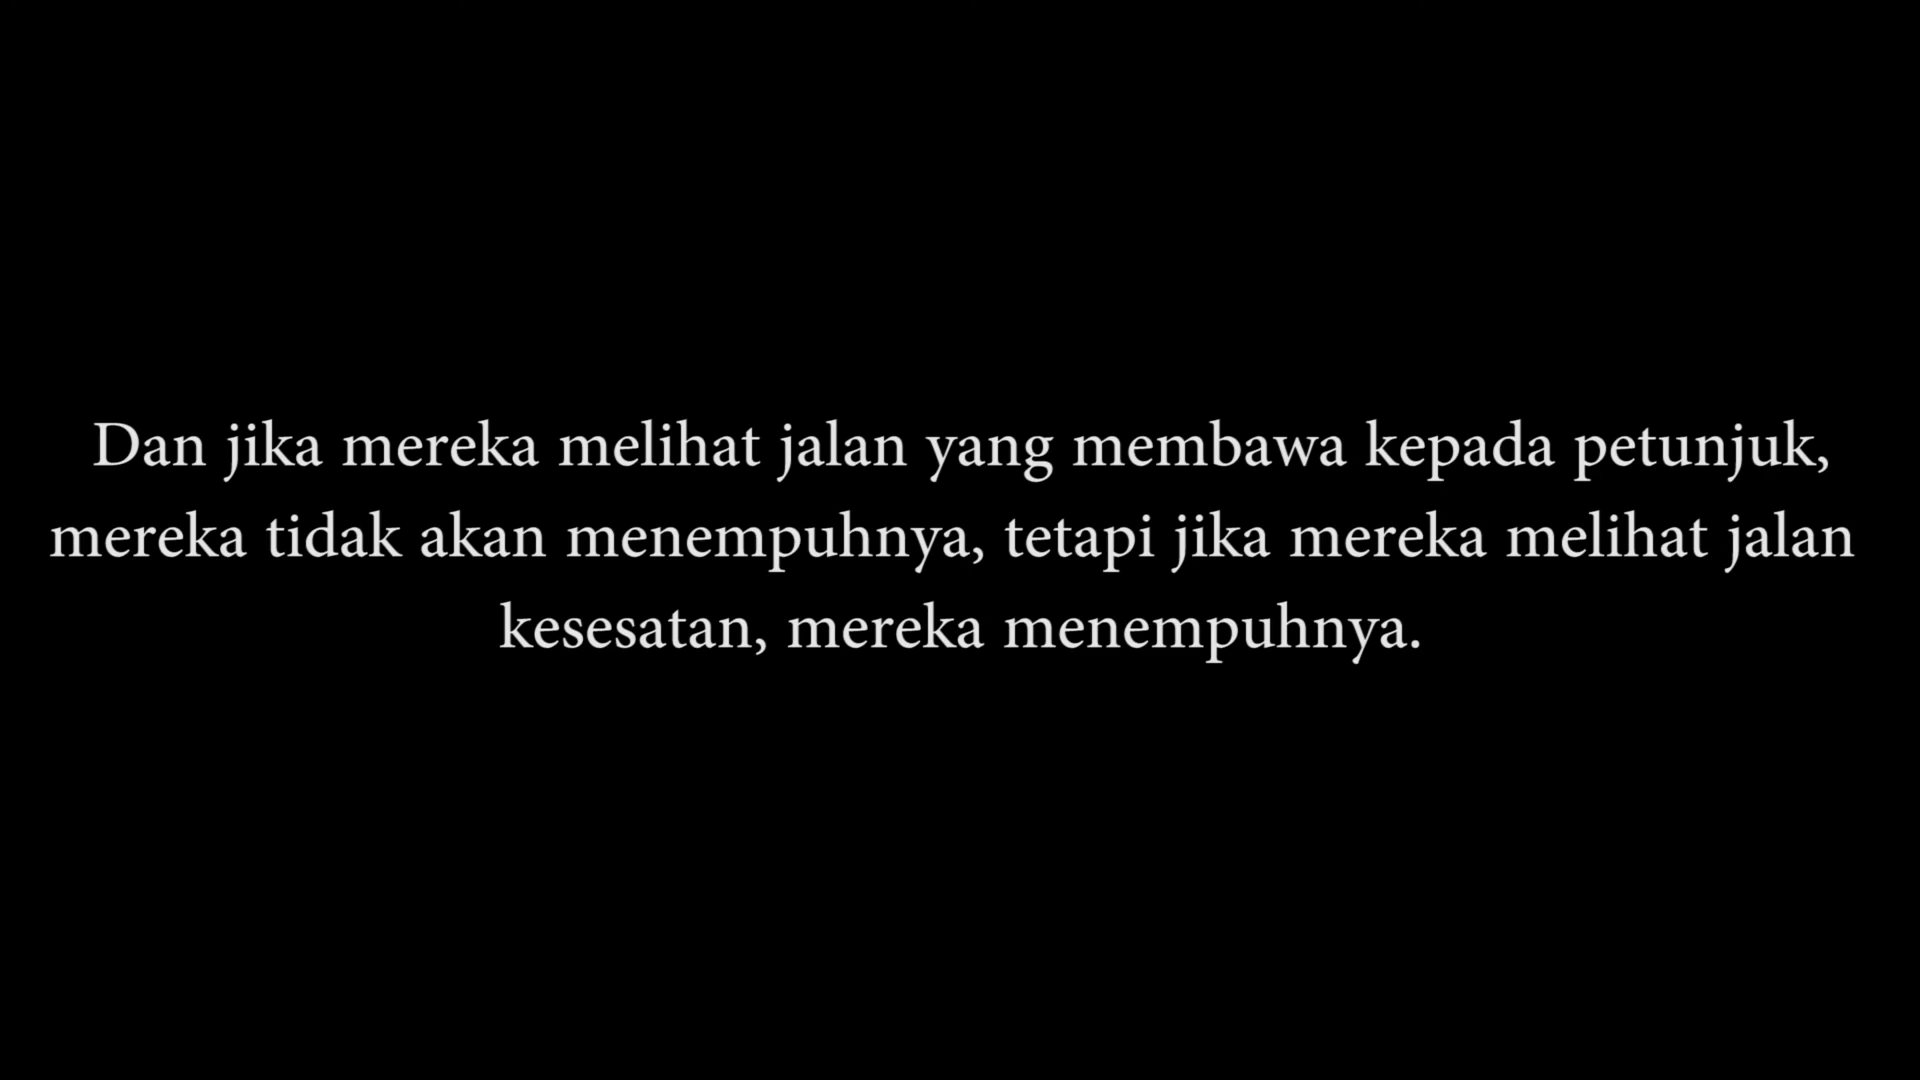 Dan jika mereka melihat jalan yang membawa kepada petunjuk,
mereka tidak akan menempuhnya, tetapi jika mereka melihat jalan
kesesatan, mereka menempuhnya.